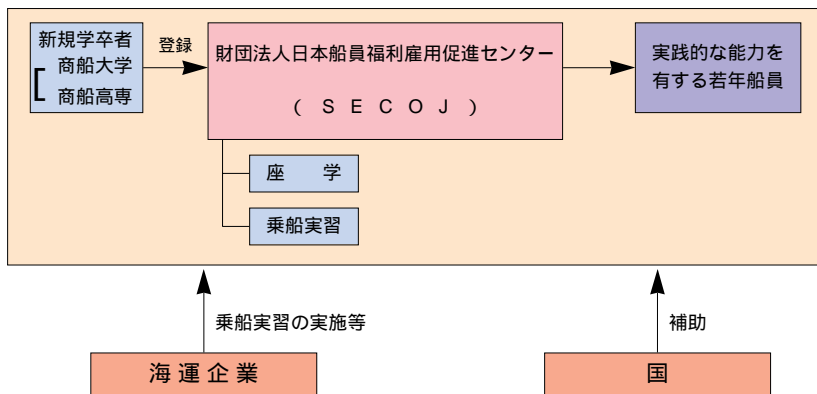 新規学卒者
商船大学
商船高専
登録
財団法人日本船員福利雇用促進センター
(SECOJ)
実践的な能力を
有する若年船員
座学
乗船実習
乗船実習の実施等
補助
海運企業
国